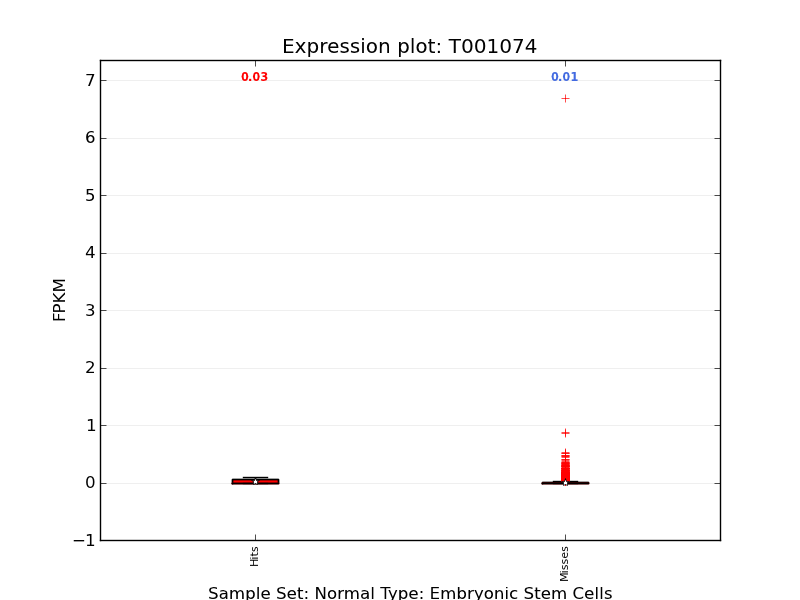 Expression plot: T001074
0.03
0.01
7
6
5
4
3
2
1
0
−1
FPKM
Hits
Misses
Sample Set: Normal Type: Embryonic Stem Cells